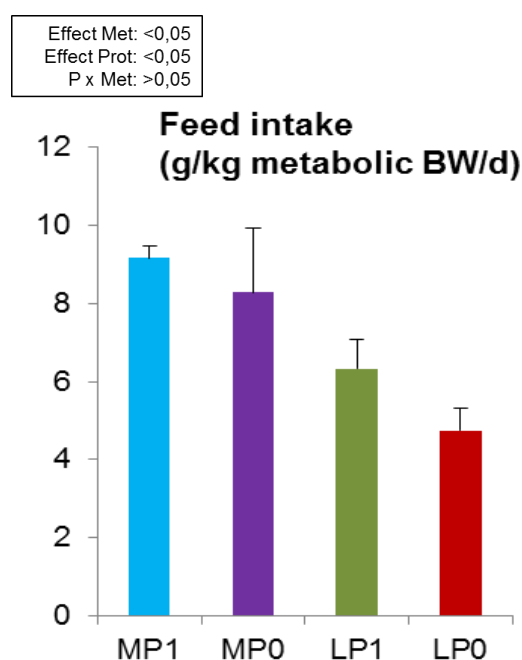 Effect Met: <0,05
Effect Prot: <0,05
P x Met: >0,05
Feed intake
(g/kg metabolic BW/d)
12
10
8
6
4
2
0
MP1 MP0 LP1 LP0